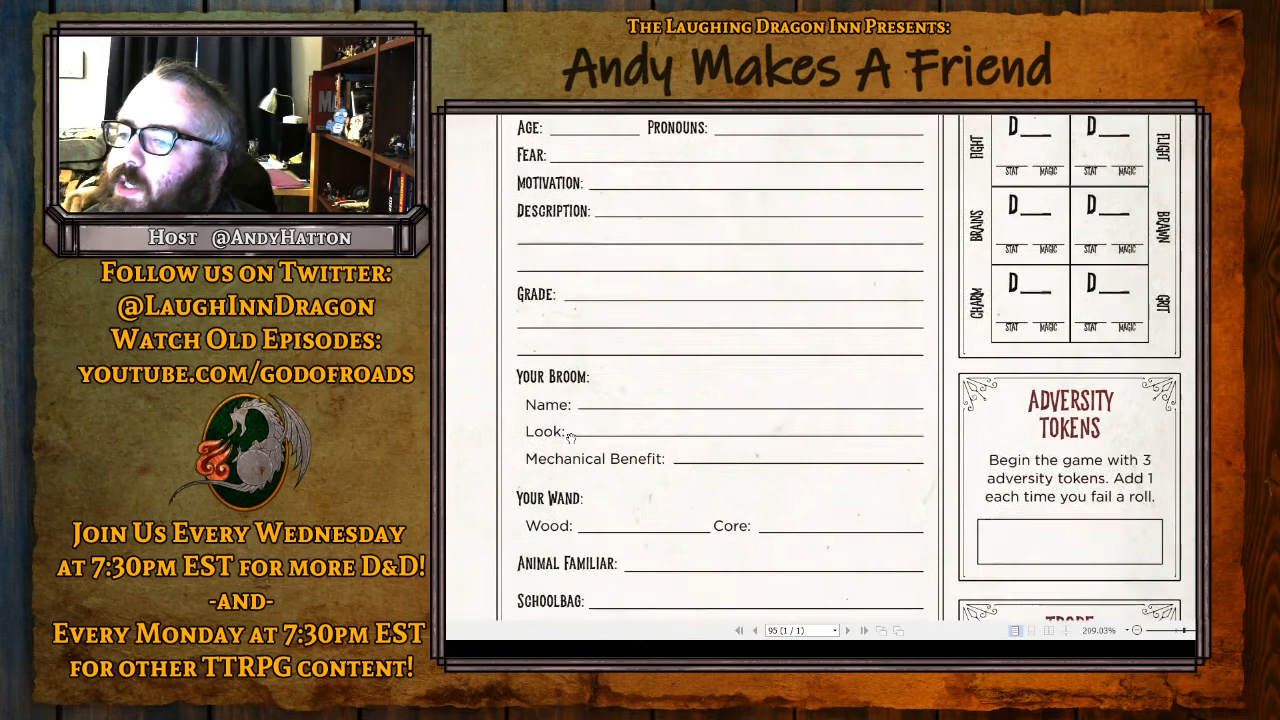 The Laughing Dragon Inn Presents:
Andy Makes A Friend
Host @AndyHatton
Follow us on Twitter:
@LaughInnDragon
Watch Old Episodes:
youtube.com/godofroads
Join Us Every Wednesday
at 7:30pm EST for more D&D!
-and-
Every Monday at 7:30pm EST
for other TTRPG content!
AGE: PRONOUNS:
FEAR:
MOTIVATION:
DESCRIPTION:
GRADE:
YOUR BROOM:
Name:
Look:
Mechanical Benefit:
YOUR WAND:
Wood: Core:
ANIMAL FAMILIAR:
SCHOOLBAG:
FIGHT D D FLIGHT
STAT MAGIC STAT MAGIC
BRAINS D D BRAWN
STAT MAGIC STAT MAGIC
CHARM D D GRIT
STAT MAGIC STAT MAGIC
ADVERSITY
TOKENS
Begin the game with 3
adversity tokens. Add 1
each time you fail a roll.
95 (1 / 1)
209.03%